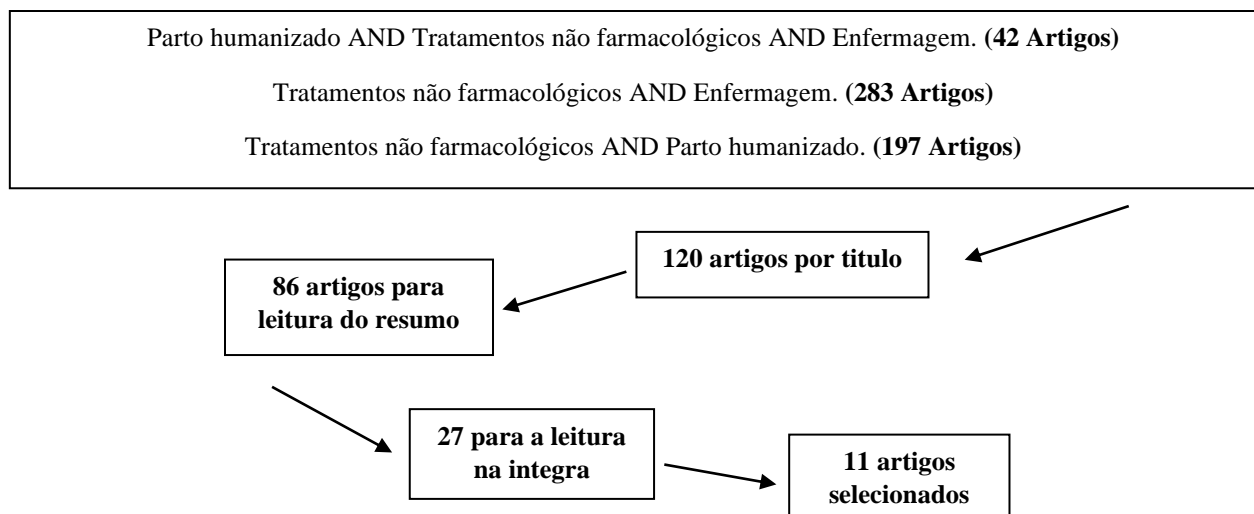 Parto humanizado AND Tratamentos não farmacológicos AND Enfermagem. (42 Artigos)
Tratamentos não farmacológicos AND Enfermagem. (283 Artigos)
Tratamentos não farmacológicos AND Parto humanizado. (197 Artigos)
120 artigos por titulo
86 artigos para
leitura do resumo
27 para a leitura
na integra
11 artigos
selecionados